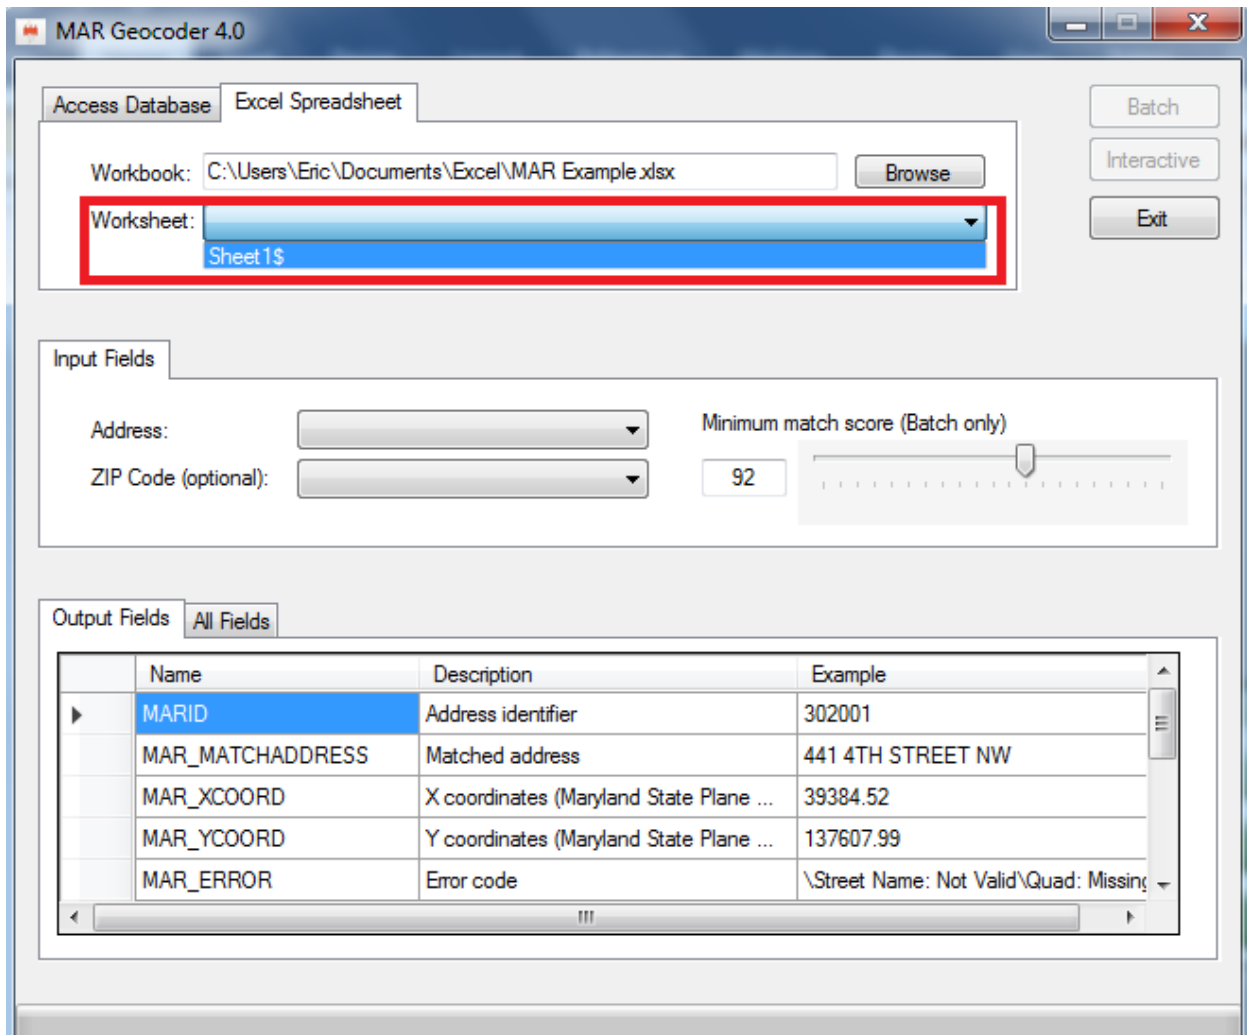 MAR Geocoder 4.0
Access Database Excel Spreadsheet
Batch
Workbook: C:\Users\Eric\Documents\Excel\MAR Example.xlsx Browse
Interactive
Worksheet:
Exit
Sheet1$
Input Fields
Address:
Minimum match score (Batch only)
ZIP Code (optional):
92
Output Fields All Fields
Name Description Example
MARID Address identifier 302001
MAR_MATCHADDRESS Matched address 441 4TH STREET NW
MAR_XCOORD X coordinates (Maryland State Plane ... 39384.52
MAR_YCOORD Y coordinates (Maryland State Plane ... 137607.99
MAR_ERROR Error code \Street Name: Not Valid\Quad: Missing